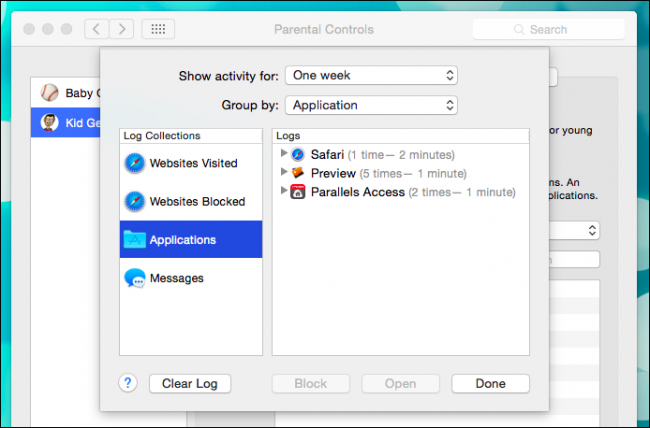 Parental Controls
Search
Show activity for: One week
Group by: Application
Baby
Kid Ge
Log Collections
Logs
Websites Visited
Websites Blocked
Applications
Messages
Safari (1 time— 2 minutes)
Preview (5 times— 1 minute)
Parallels Access (2 times— 1 minute)
or young
ns. An
plications.
?
Clear Log
Block
Open
Done